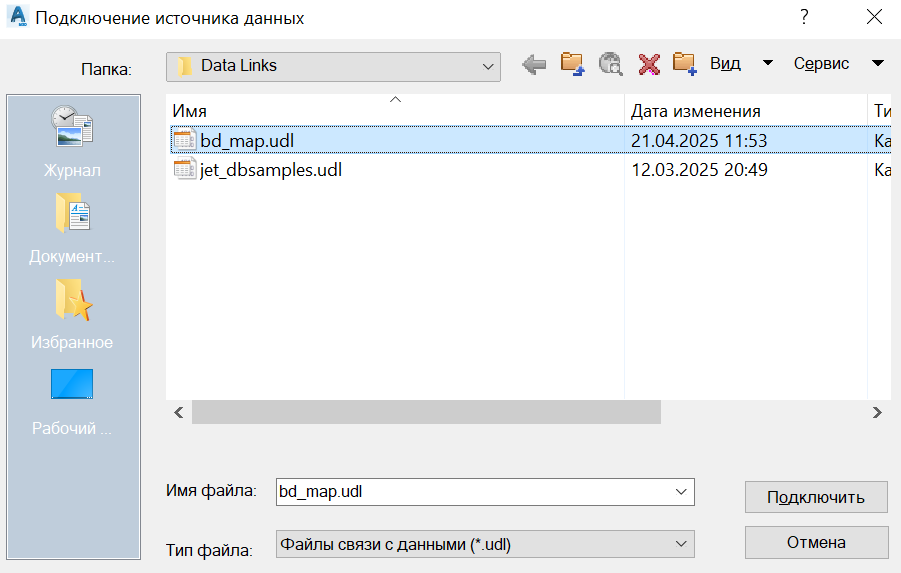 Подключение источника данных ?
Папка: Data Links Вид Сервис
Имя Дата изменения Ти
bd_map.udl 21.04.2025 11:53 Ка
jet_dbsamples.udl 12.03.2025 20:49 Ка
Журнал
Документ...
Избранное
Рабочий ...
Имя файла: bd_map.udl Подключить
Тип файла: Файлы связи с данными (*.udl) Отмена